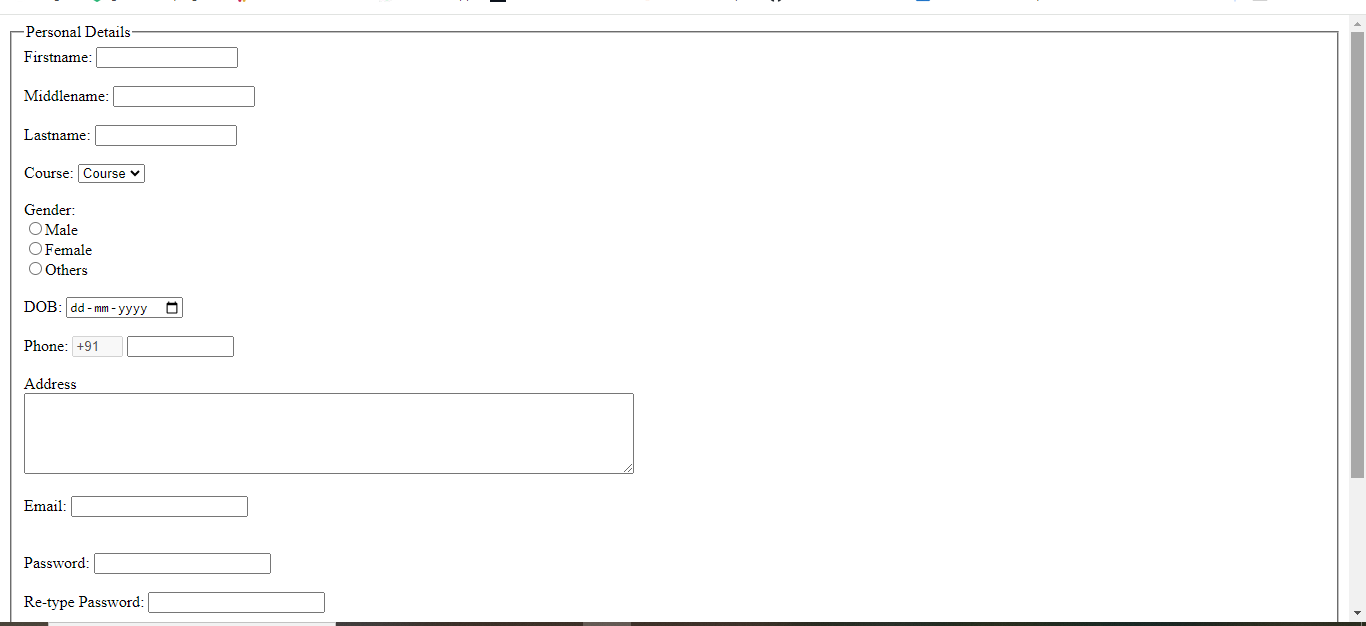 Personal Details
Firstname:
Middlename:
Lastname:
Course: Course
Gender:
Male
Female
Others
DOB: dd-mm-yyyy
Phone: +91
Address
Email:
Password:
Re-type Password: